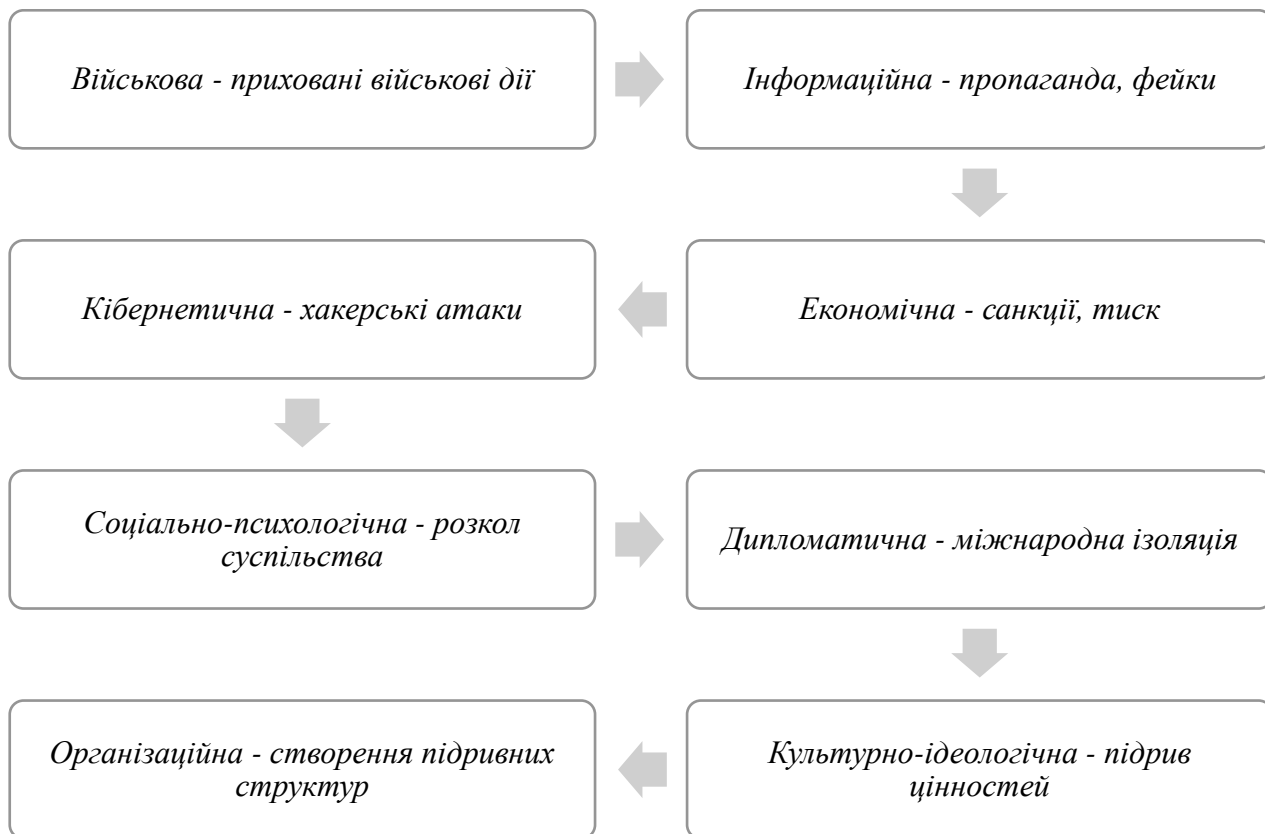 Військова - приховані військові дії
Інформаційна - пропаганда, фейки
Економічна - санкції, тиск
Кібернетична - хакерські атаки
Соціально-психологічна - розкол
суспільства
Дипломатична - міжнародна ізоляція
Культурно-ідеологічна - підрив
цінностей
Організаційна - створення підривних
структур